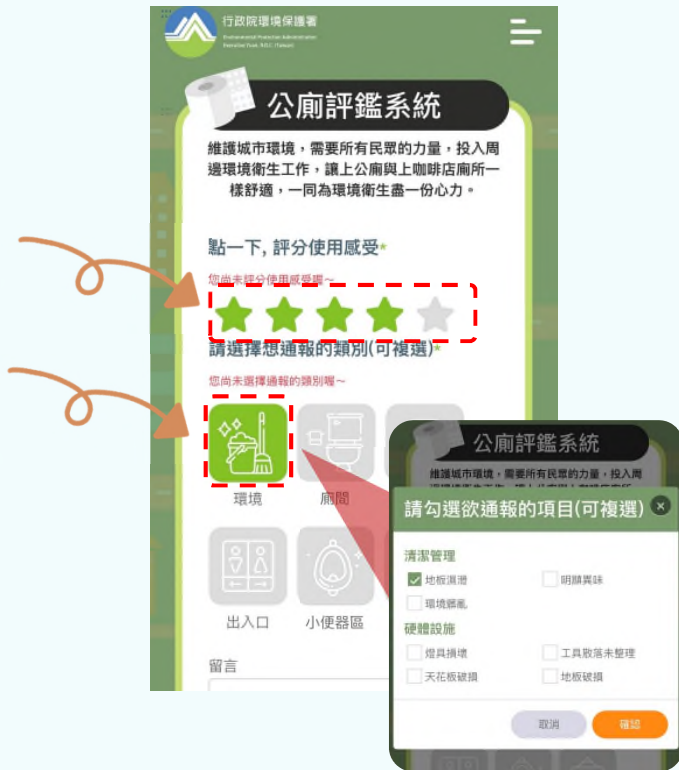 行政院環境保護署
Environmental Protection Administration
Executive Yuan, R.O.C. (Taiwan)
公廁評鑑系統
維護城市環境，需要所有民眾的力量，投入周
邊環境衛生工作，讓上公廁與上咖啡店廁所一
樣舒適，一同為環境衛生盡一份心力。
點一下, 評分使用感受*
您尚未評分使用感受喔～
請選擇想通報的類別(可複選)*
您尚未選擇通報的類別喔～
環境
廁間
出入口
小便器區
留言
公廁評鑑系統
維護城市環境，需要所有民眾的力量，投入周
請勾選欲通報的項目(可複選)
清潔管理
地板濕滑
明顯異味
環境髒亂
硬體設施
燈具損壞
工具散落未整理
天花板破損
地板破損
取消
確認